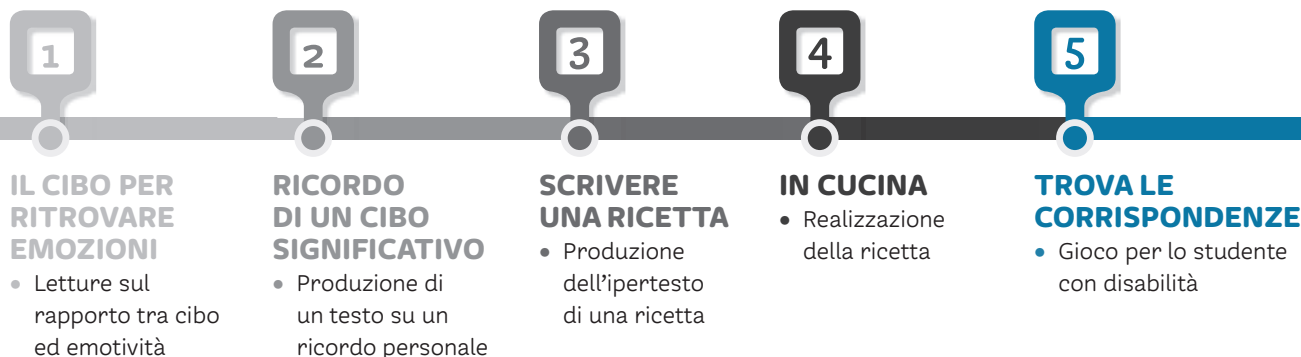 1
IL CIBO PER
RITROVARE
EMOZIONI
• Letture sul
rapporto tra cibo
ed emotività
2
RICORDO
DI UN CIBO
SIGNIFICATIVO
• Produzione di
un testo su un
ricordo personale
3
SCRIVERE
UNA RICETTA
• Produzione
dell'ipertesto
di una ricetta
4
IN CUCINA
• Realizzazione
della ricetta
5
TROVA LE
CORRISPONDENZE
• Gioco per lo studente
con disabilità